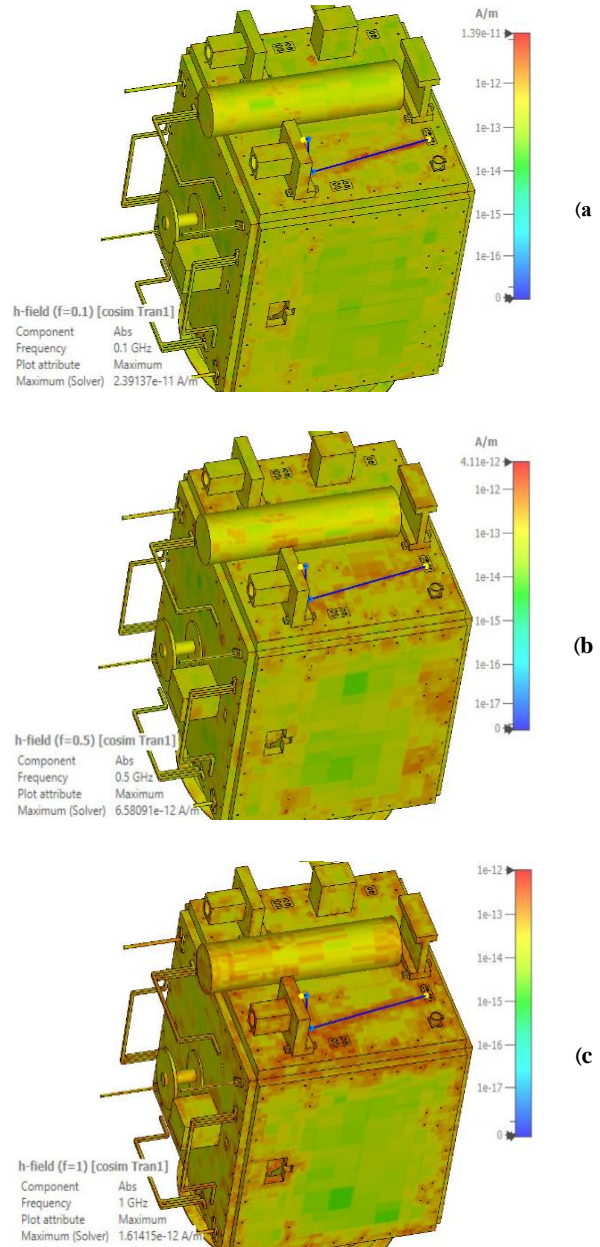 A/m
1.39e-11
1e-12
1e-13
1e-14
1e-15
1e-16
0
(a
h-field (f=0.1) [cosim Tran1]
Component Abs
Frequency 0.1 GHz
Plot attribute Maximum
Maximum (Solver) 2.39137e-11 A/m
A/m
4.11e-12
1e-12
1e-13
1e-14
1e-15
1e-16
1e-17
0
(b
h-field (f=0.5) [cosim Tran1]
Component Abs
Frequency 0.5 GHz
Plot attribute Maximum
Maximum (Solver) 6.58091e-12 A/m
1e-12
1e-13
1e-14
1e-15
1e-16
1e-17
0
(c
h-field (f=1) [cosim Tran1]
Component Abs
Frequency 1 GHz
Plot attribute Maximum
Maximum (Solver) 1.61415e-12 A/m